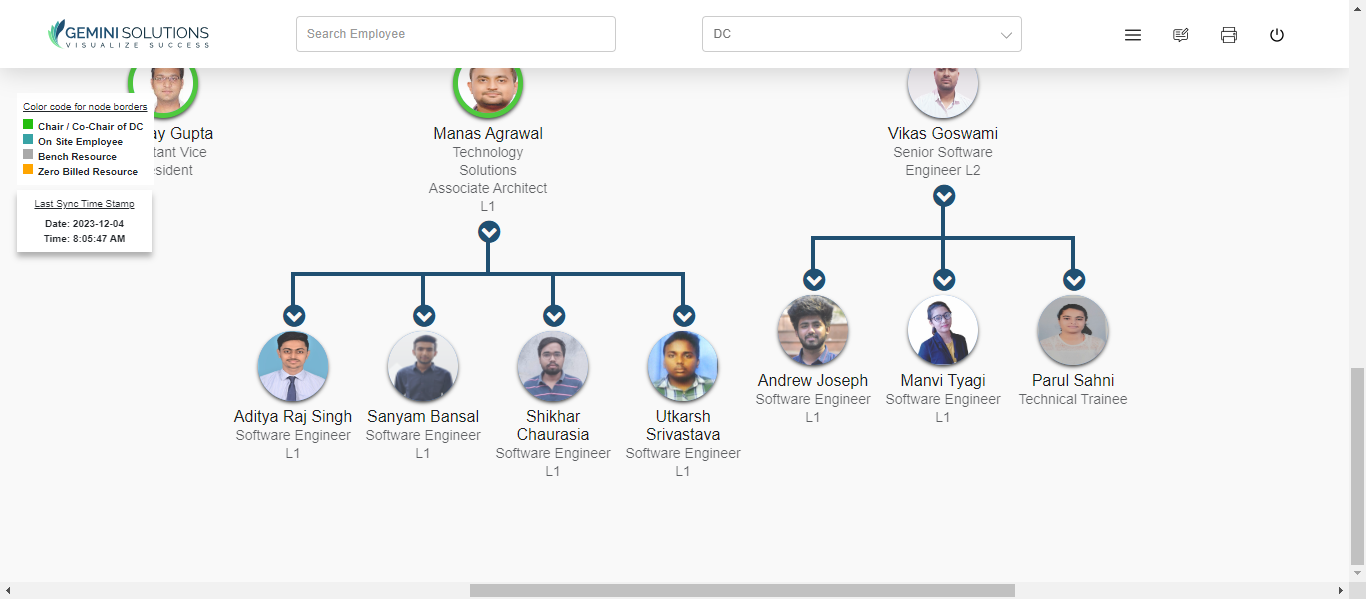 GEMINI SOLUTIONS
VISUALIZE SUCCESS
Search Employee
DC
Color code for node borders
Chair / Co-Chair of DC
On Site Employee
Bench Resource
Zero Billed Resource
Last Sync Time Stamp
Date: 2023-12-04
Time: 8:05:47 AM
ay Gupta
tant Vice
sident
Manas Agrawal
Technology
Solutions
Associate Architect
L1
Vikas Goswami
Senior Software
Engineer L2
Aditya Raj Singh
Software Engineer
L1
Sanyam Bansal
Software Engineer
L1
Shikhar
Chaurasia
Software Engineer
L1
Utkarsh
Srivastava
Software Engineer
L1
Andrew Joseph
Software Engineer
L1
Manvi Tyagi
Software Engineer
L1
Parul Sahni
Technical Trainee